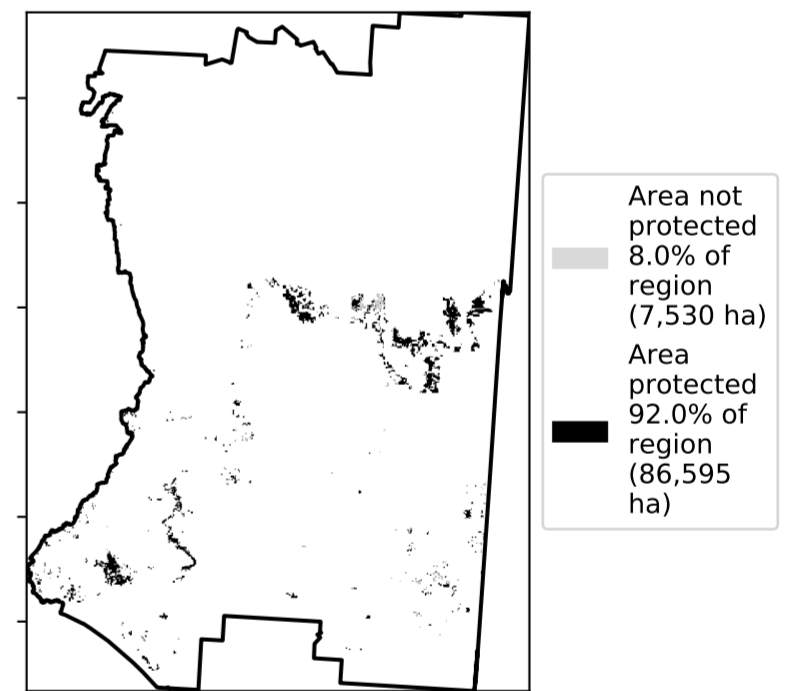 Area not
protected
8.0% of
region
(7,530 ha)
Area
protected
92.0% of
region
(86,595
ha)